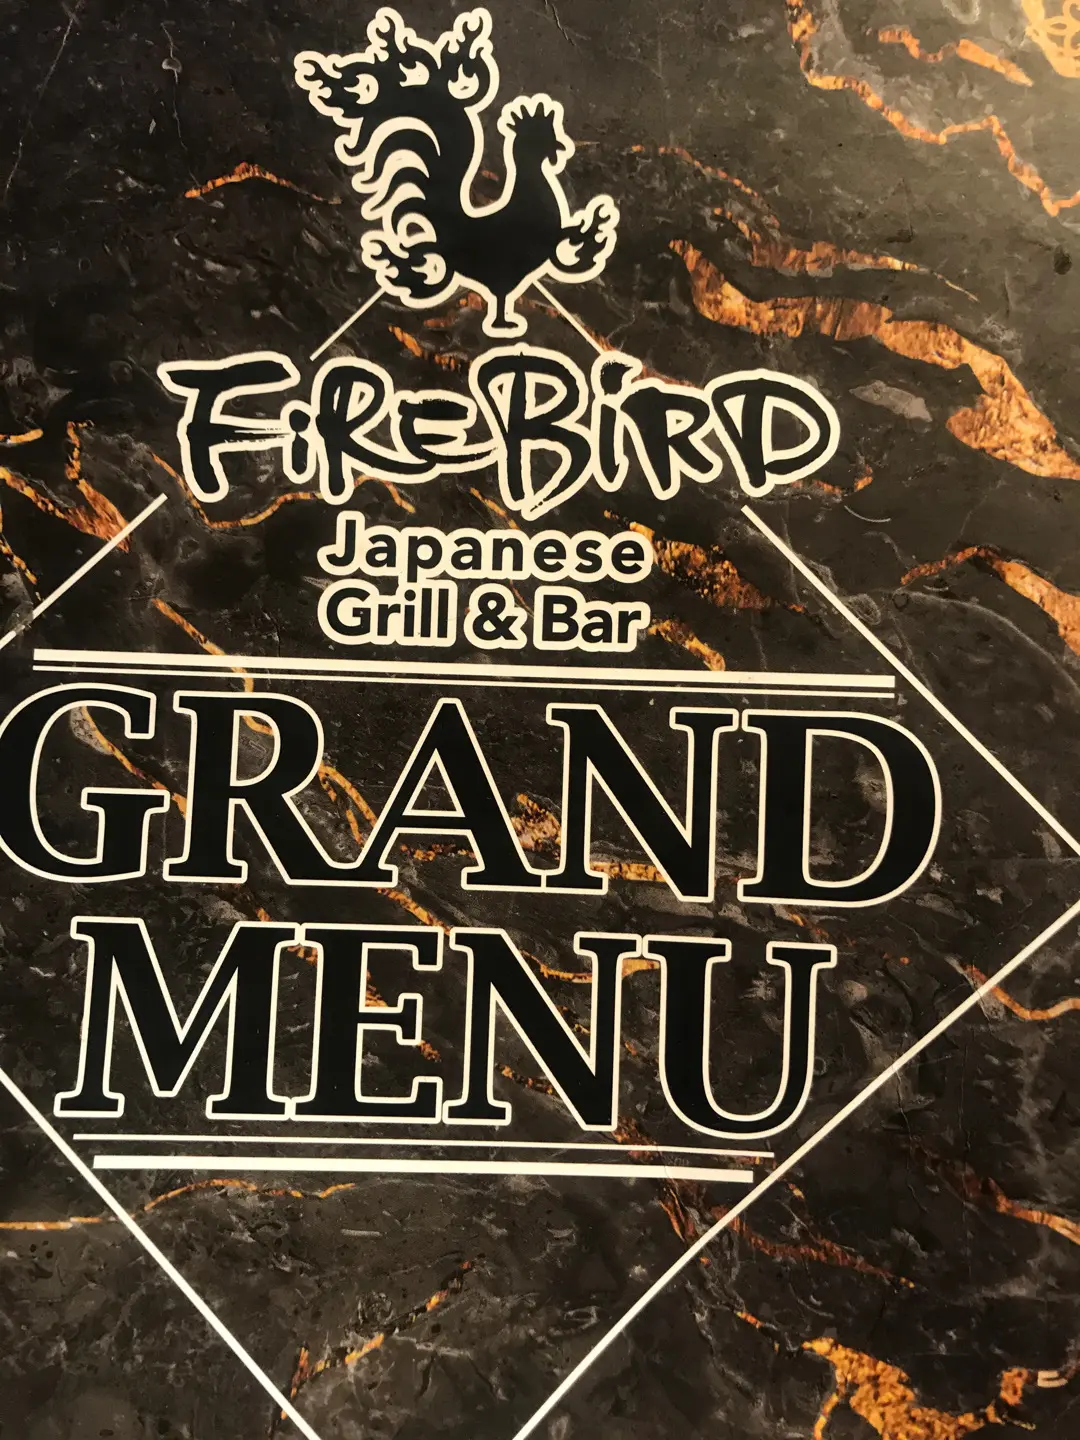 FiREBiRD
Japanese
Grill & Bar
GRAND
MENU